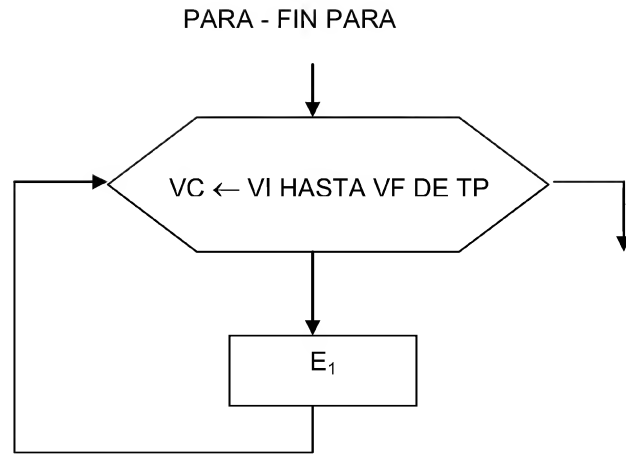 PARA - FIN PARA
VC ← VI HASTA VF DE TP
E₁